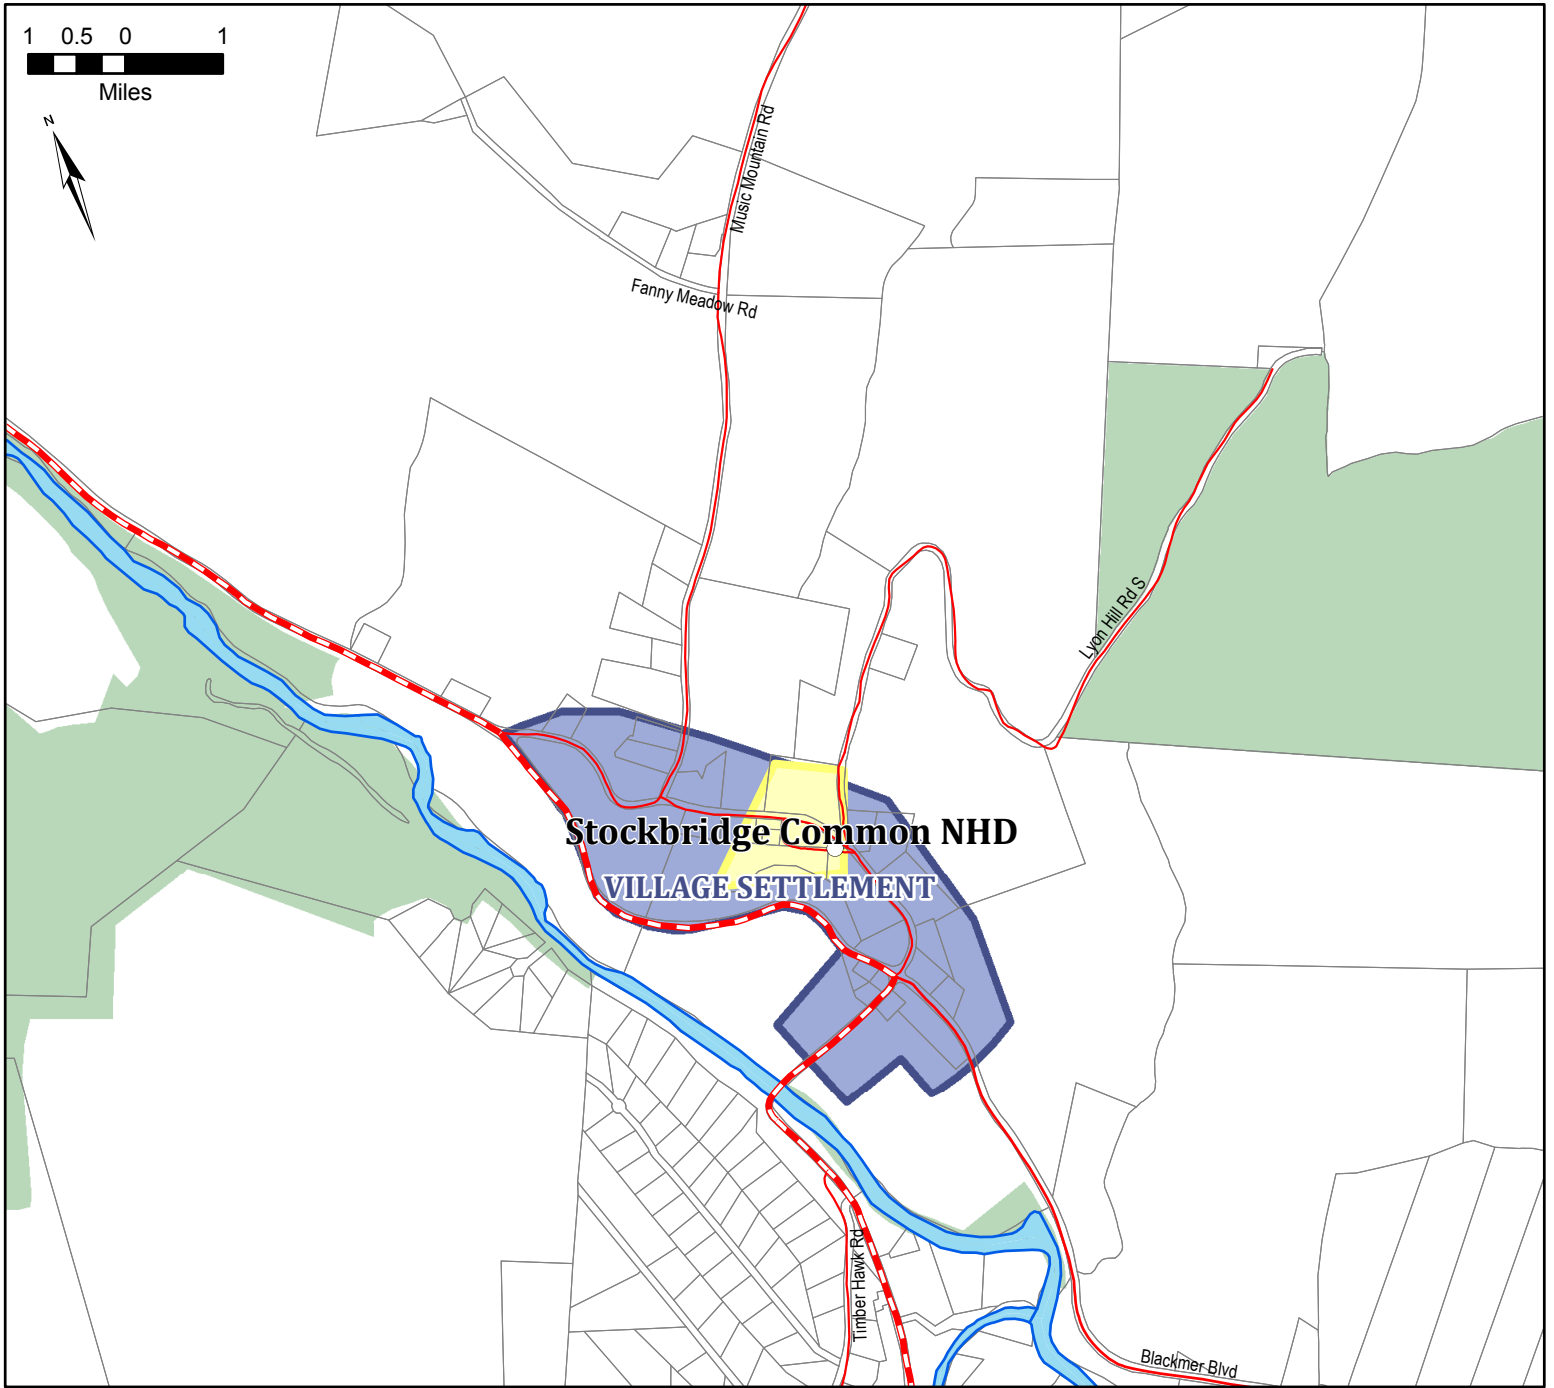 1 0.5 0 1
Miles
N
Music Mountain Rd
Fanny Meadow Rd
Lyon Hill Rd S
Stockbridge Common NHD
VILLAGE SETTLEMENT
Timber Hawk Rd
Blackmer Blvd